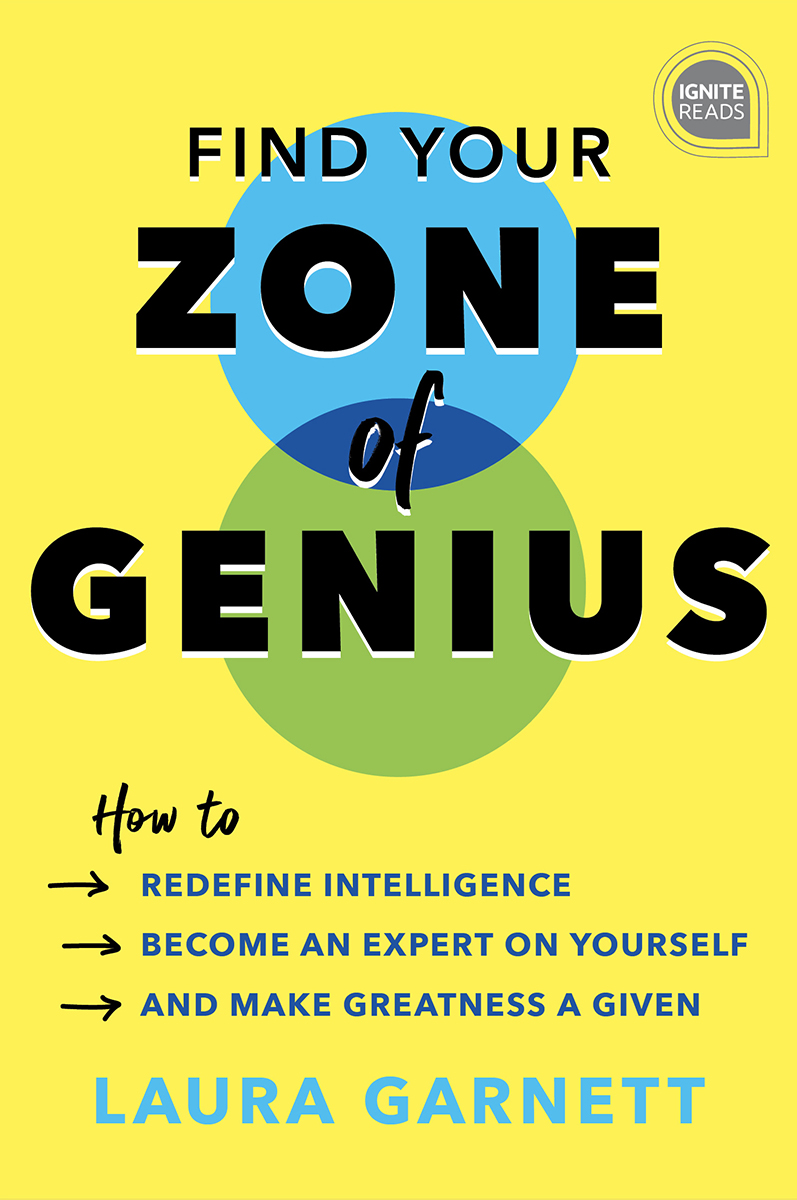 IGNITE
READS
FIND YOUR
ZONE
of
GENIUS
How to
REDEFINE INTELLIGENCE
BECOME AN EXPERT ON YOURSELF
AND MAKE GREATNESS A GIVEN
LAURA GARNETT